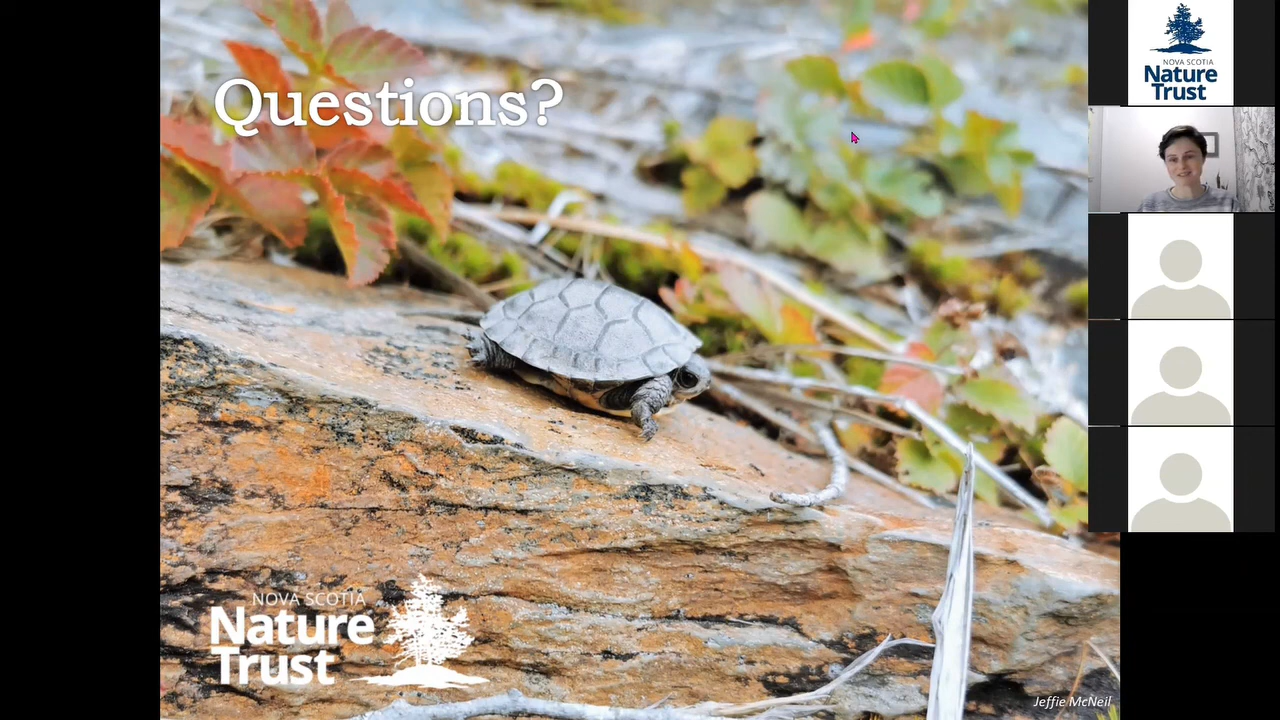 Questions?
NOVA SCOTIA
Nature
Trust
Jeffie McNeil
NOVA SCOTIA
Nature
Trust